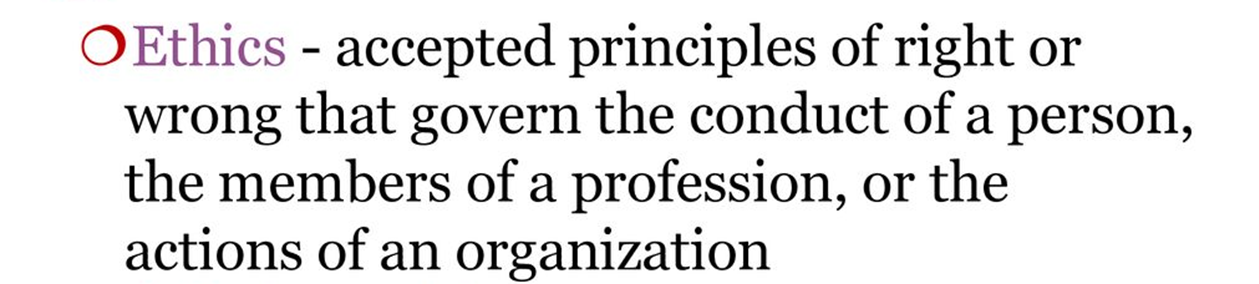 Ethics - accepted principles of right or
wrong that govern the conduct of a person,
the members of a profession, or the
actions of an organization